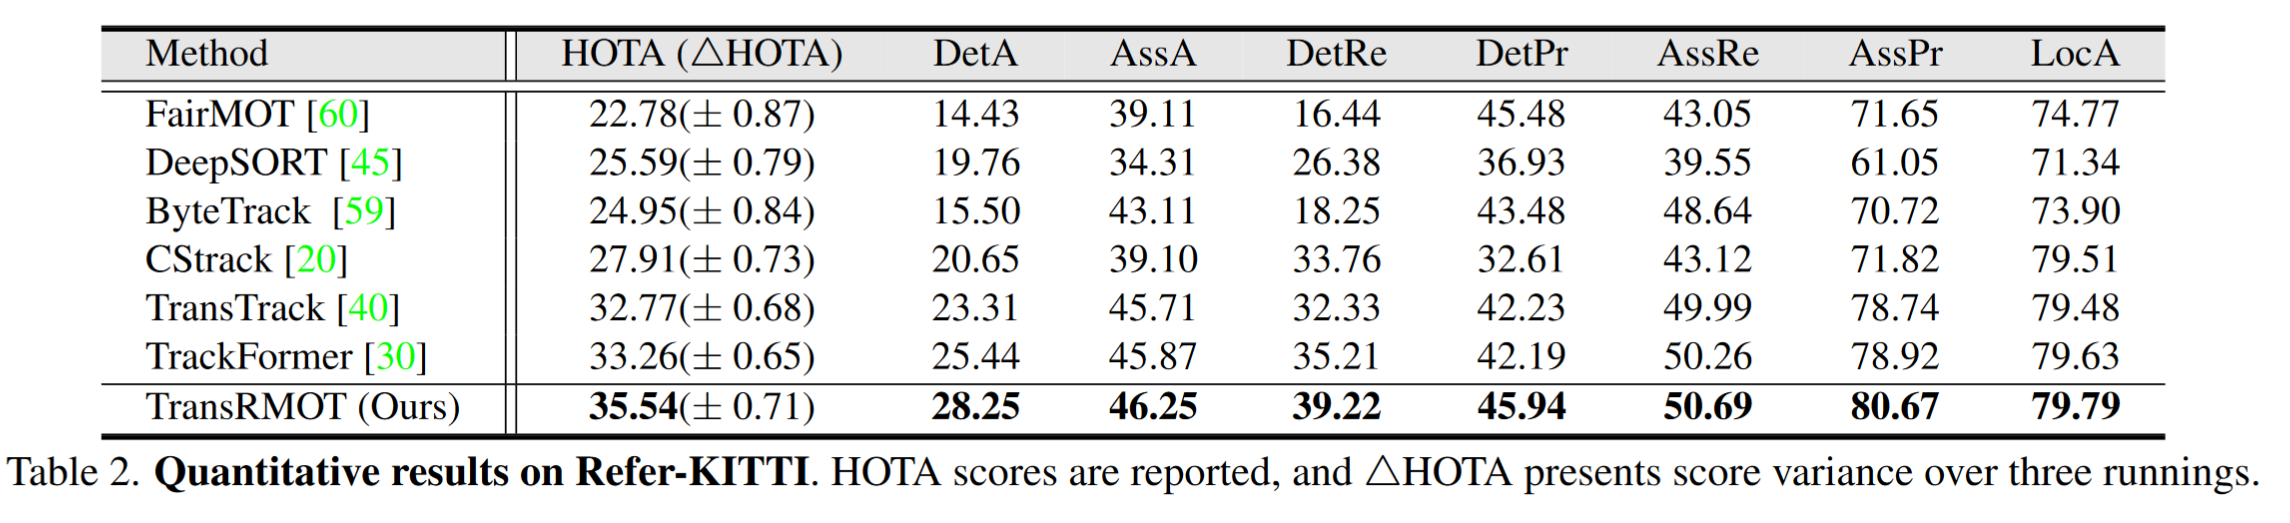 Method HOTA (△HOTA) DetA AssA DetRe DetPr AssRe AssPr LocA
FairMOT [60] 22.78(± 0.87) 14.43 39.11 16.44 45.48 43.05 71.65 74.77
DeepSORT [45] 25.59(± 0.79) 19.76 34.31 26.38 36.93 39.55 61.05 71.34
ByteTrack [59] 24.95(± 0.84) 15.50 43.11 18.25 43.48 48.64 70.72 73.90
CStrack [20] 27.91(± 0.73) 20.65 39.10 33.76 32.61 43.12 71.82 79.51
TransTrack [40] 32.77(± 0.68) 23.31 45.71 32.33 42.23 49.99 78.74 79.48
TrackFormer [30] 33.26(± 0.65) 25.44 45.87 35.21 42.19 50.26 78.92 79.63
TransRMOT (Ours) 35.54(± 0.71) 28.25 46.25 39.22 45.94 50.69 80.67 79.79
Table 2. Quantitative results on Refer-KITTI. HOTA scores are reported, and △HOTA presents score variance over three runnings.